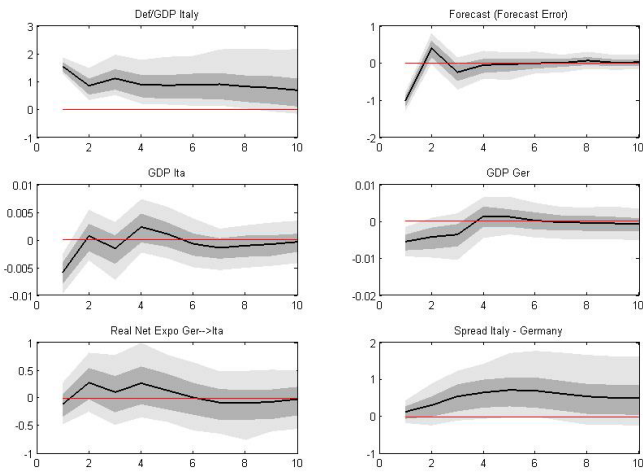 Def/GDP Italy
3
2
1
0
-1
0 2 4 6 8 10
Forecast (Forecast Error)
1
0
-1
-2
0 2 4 6 8 10
GDP Ita
0.01
0.005
0
-0.005
-0.01
0 2 4 6 8 10
GDP Ger
0.01
0
-0.01
-0.02
0 2 4 6 8 10
Real Net Expo Ger-->Ita
1
0.5
0
-0.5
-1
0 2 4 6 8 10
Spread Italy - Germany
2
1
0
-1
0 2 4 6 8 10